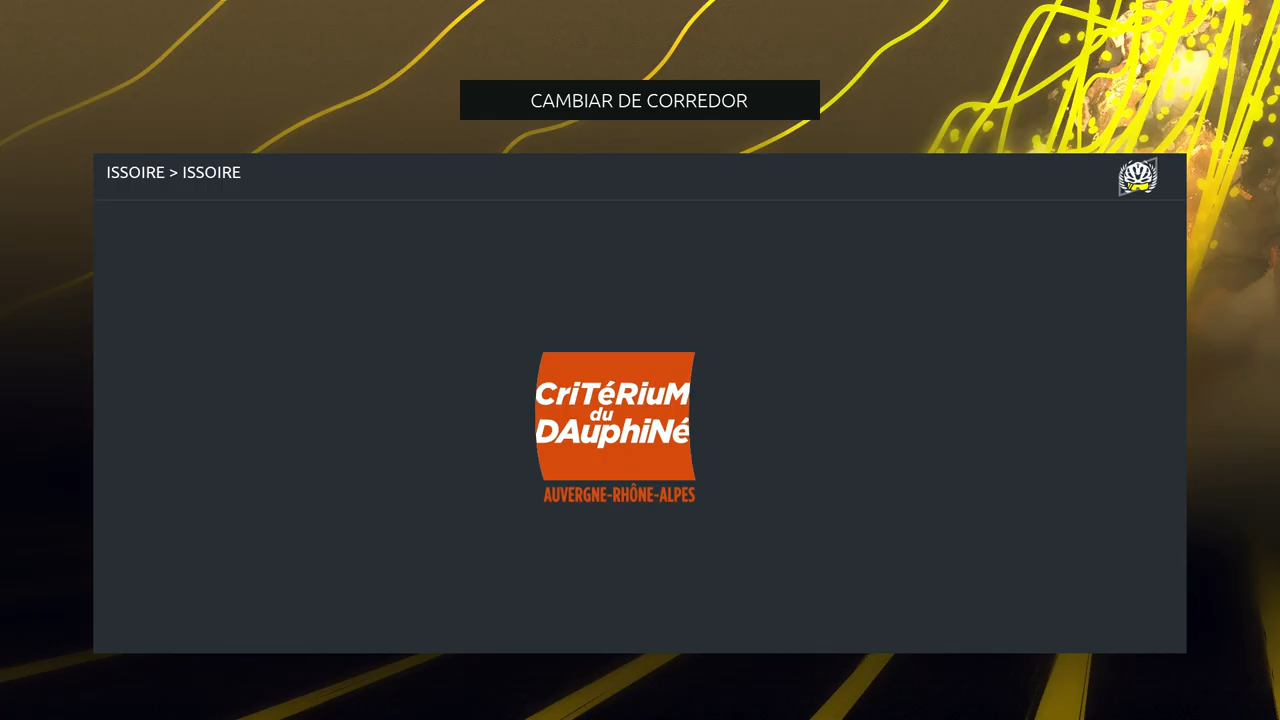 CAMBIAR DE CORREDOR
ISSOIRE > ISSOIRE
CriTéRiuM
du
DAuphiNé
AUVERGNE-RHÔNE-ALPES